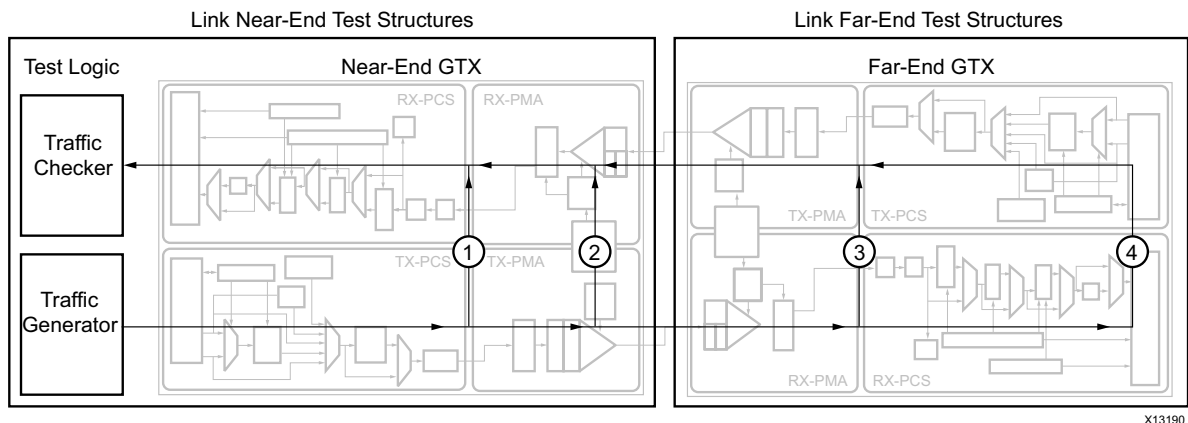 Link Near-End Test Structures
Link Far-End Test Structures
Test Logic
Near-End GTX
Far-End GTX
RX-PCS
RX-PMA
Traffic
Checker
TX-PMA
TX-PCS
1
2
3
4
TX-PCS
TX-PMA
Traffic
Generator
RX-PMA
RX-PCS
X13190